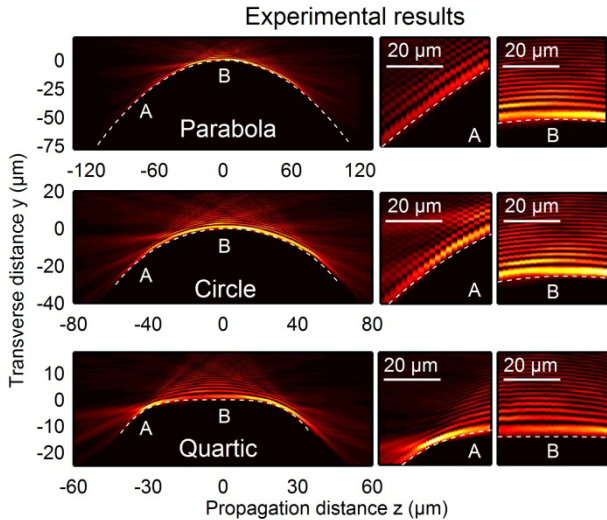 Experimental results
Transverse distance y (μm)
0
-25
-50
-75
A
B
Parabola
-120 -60 0 60 120
20 μm
A
20 μm
B
20
0
-20
-40
A
B
Circle
-80 -40 0 40 80
20 μm
A
20 μm
B
10
0
-10
-20
A
B
Quartic
-60 -30 0 30 60
20 μm
A
20 μm
B
Propagation distance z (μm)